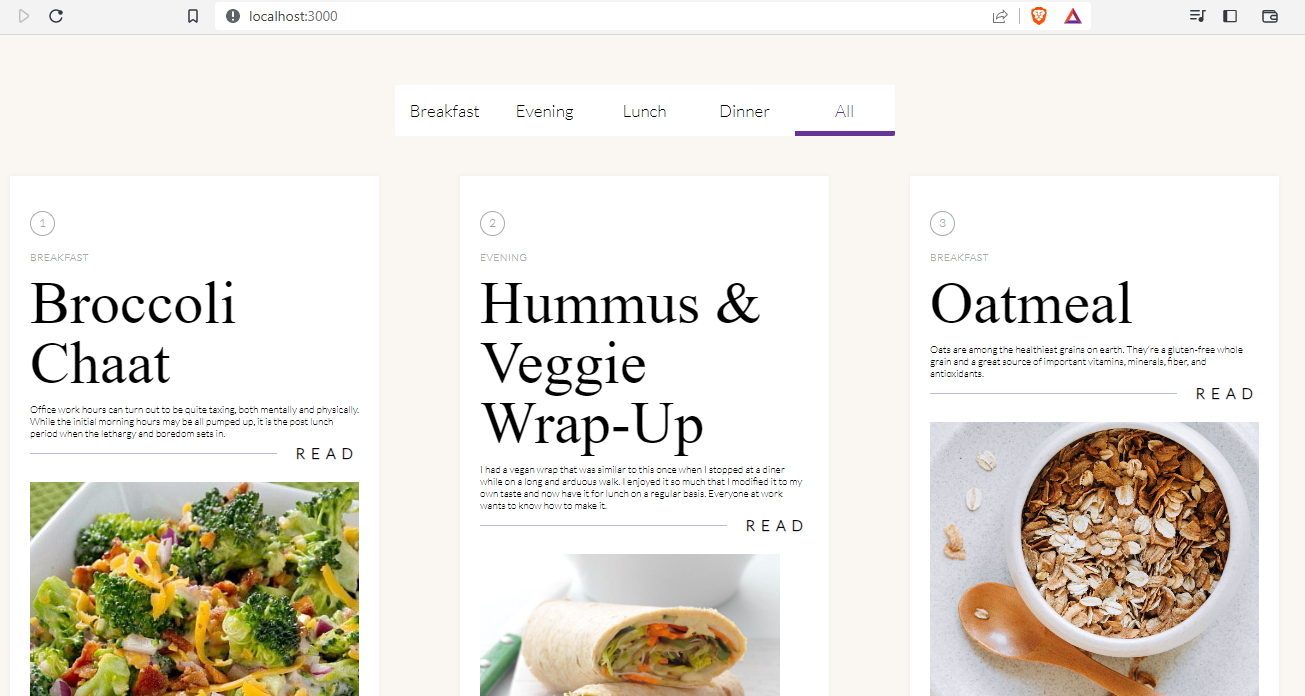 localhost:3000
Breakfast Evening Lunch Dinner All
1
BREAKFAST
Broccoli
Chaat
Office work hours can turn out to be quite taxing, both mentally and physically.
While the initial morning hours may be all pumped up, it is the post lunch
period when the lethargy and boredom sets in.
READ
2
EVENING
Hummus &
Veggie
Wrap-Up
I had a vegan wrap that was similar to this once when I stopped at a diner
while on a long and arduous walk. I enjoyed it so much that I modified it to my
own taste and now have it for lunch on a regular basis. Everyone at work
wants to know how to make it.
READ
3
BREAKFAST
Oatmeal
Oats are among the healthiest grains on earth. They're a gluten-free whole
grain and a great source of important vitamins, minerals, fiber, and
antioxidants.
READ